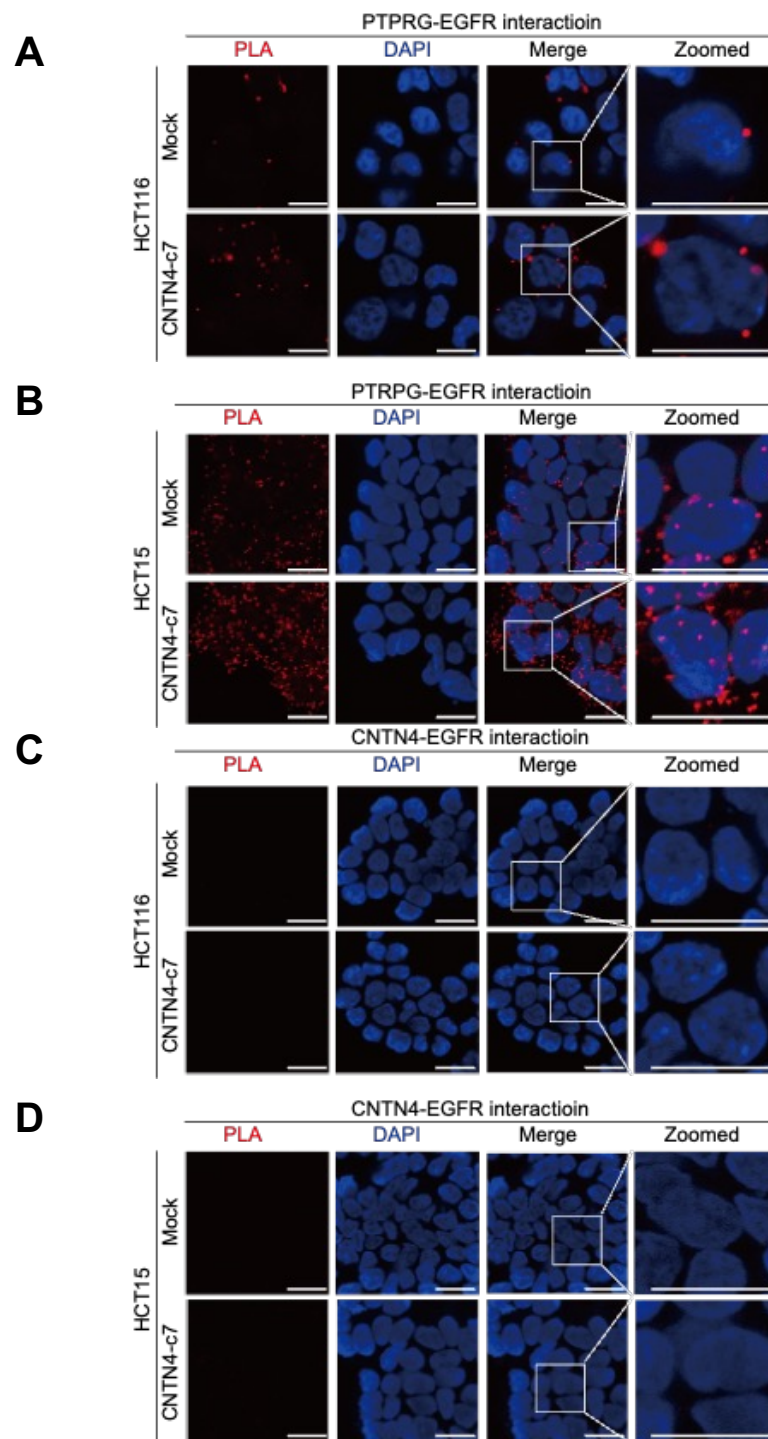 A
PTPRG-EGFR interactioin
PLA DAPI Merge Zoomed
HCT116
Mock
CNTN4-c7
B
PTRPG-EGFR interactioin
PLA DAPI Merge Zoomed
HCT15
Mock
CNTN4-c7
C
CNTN4-EGFR interactioin
PLA DAPI Merge Zoomed
HCT116
Mock
CNTN4-c7
D
CNTN4-EGFR interactioin
PLA DAPI Merge Zoomed
HCT15
Mock
CNTN4-c7